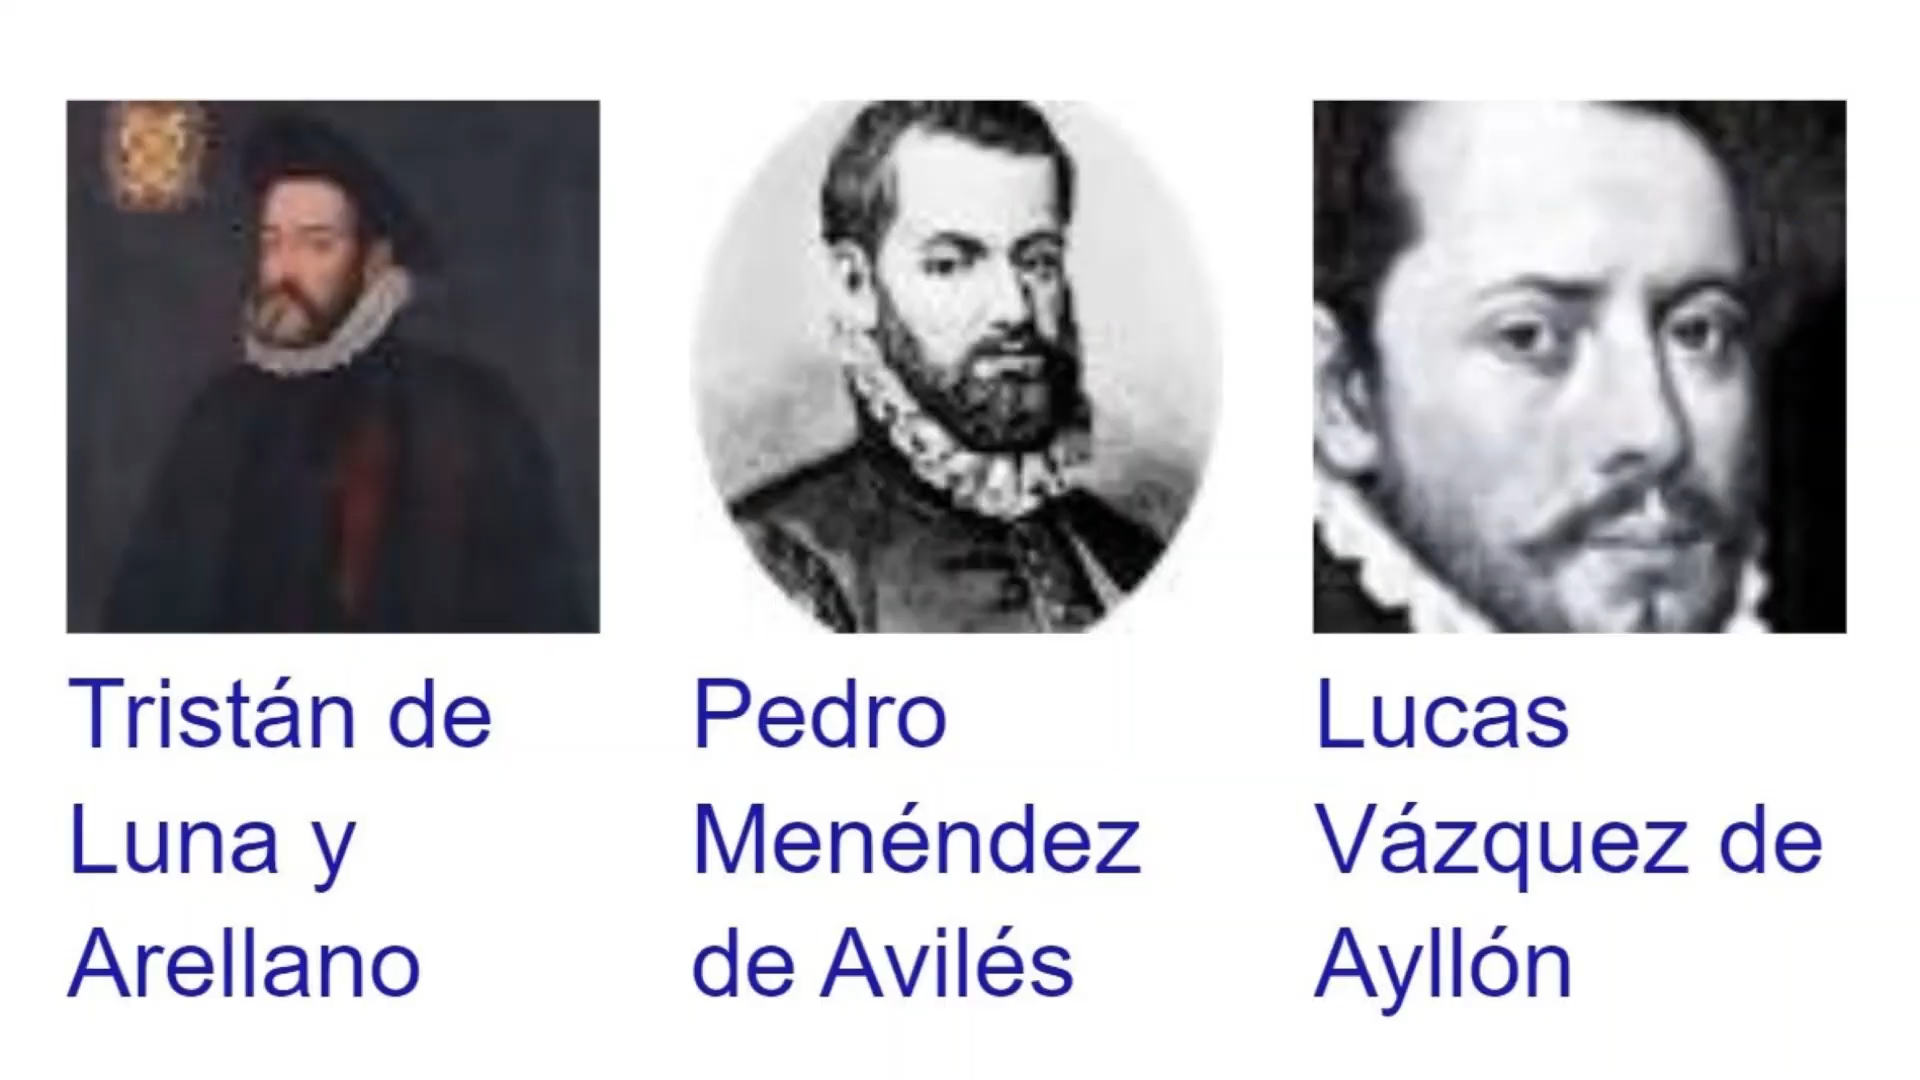 Tristán de
Luna y
Arellano
Pedro
Menéndez
de Avilés
Lucas
Vázquez de
Ayllón